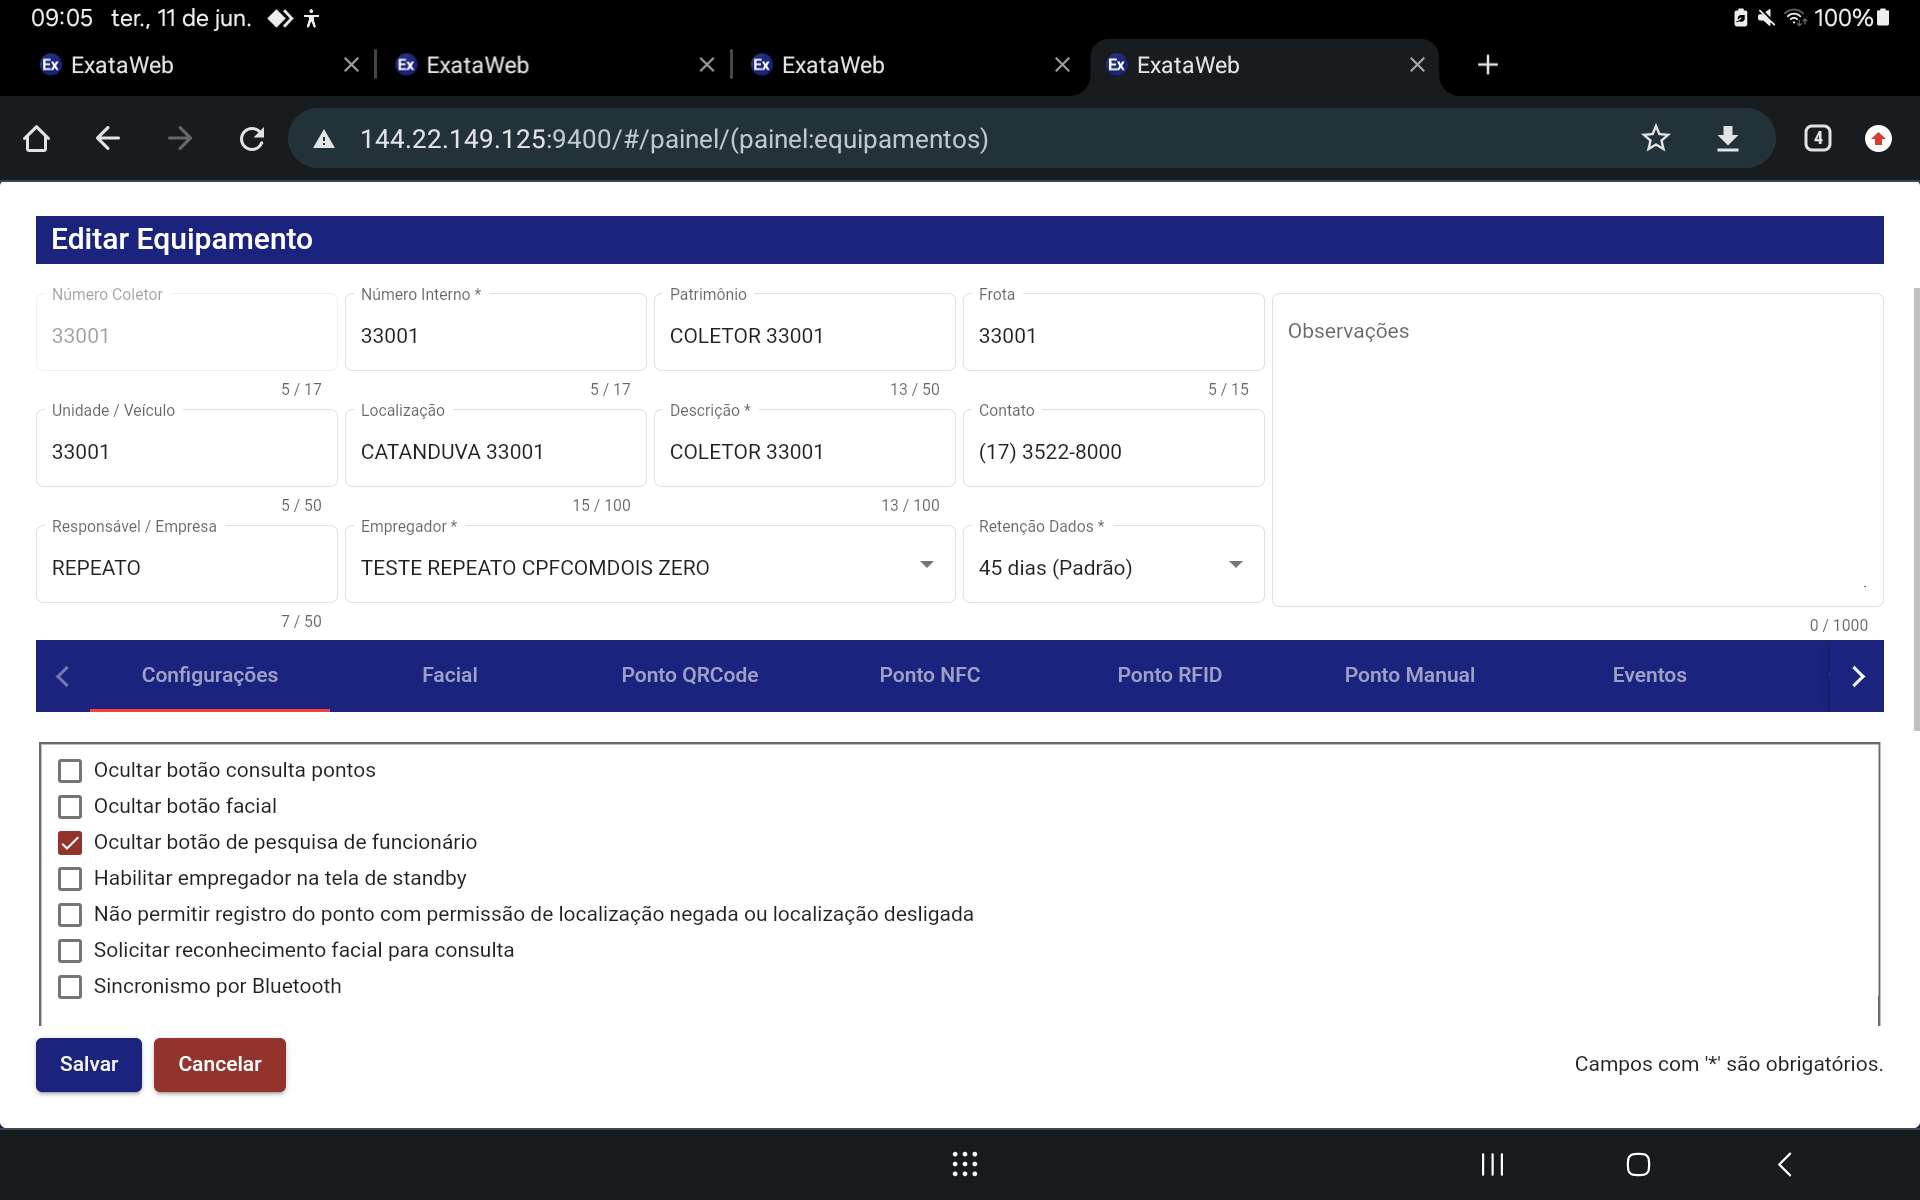 09:05 ter., 11 de jun. 100%
Ex ExataWeb Ex ExataWeb Ex ExataWeb Ex ExataWeb
144.22.149.125:9400/#/painel/(painel:equipamentos) 4
Editar Equipamento
Número Coletor Número Interno * Patrimônio Frota
33001 33001 COLETOR 33001 33001 Observações
5 / 17 5 / 17 13 / 50 5 / 15
Unidade / Veículo Localização Descrição * Contato
33001 CATANDUVA 33001 COLETOR 33001 (17) 3522-8000
5 / 50 15 / 100 13 / 100
Responsável / Empresa Empregador * Retenção Dados *
REPEATO TESTE REPEATO CPFCOMDOIS ZERO 45 dias (Padrão)
7 / 50 0 / 1000
Configurações Facial Ponto QRCode Ponto NFC Ponto RFID Ponto Manual Eventos
Ocultar botão consulta pontos
Ocultar botão facial
Ocultar botão de pesquisa de funcionário
Habilitar empregador na tela de standby
Não permitir registro do ponto com permissão de localização negada ou localização desligada
Solicitar reconhecimento facial para consulta
Sincronismo por Bluetooth
Salvar Cancelar Campos com '*' são obrigatórios.